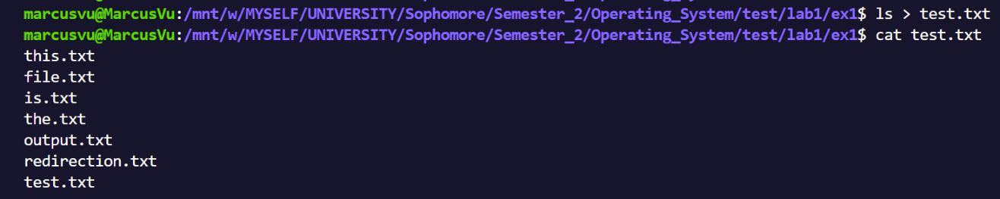 marcusvu@MarcusVu:/mnt/w/MYSELF/UNIVERSITY/Sophomore/Semester_2/Operating_System/test/lab1/ex1$ ls > test.txt
marcusvu@MarcusVu:/mnt/w/MYSELF/UNIVERSITY/Sophomore/Semester_2/Operating_System/test/lab1/ex1$ cat test.txt
this.txt
file.txt
is.txt
the.txt
output.txt
redirection.txt
test.txt